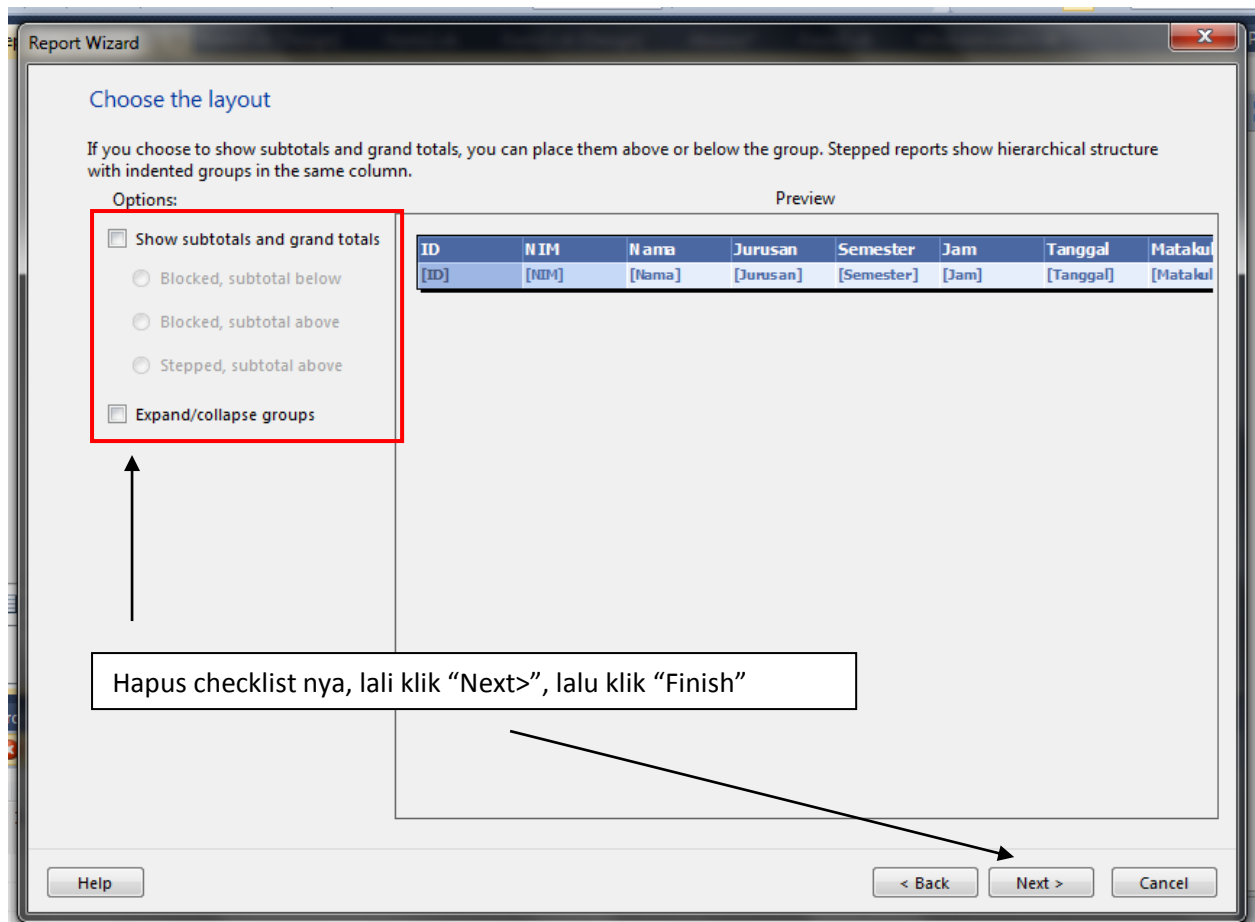 Report Wizard
Choose the layout
If you choose to show subtotals and grand totals, you can place them above or below the group. Stepped reports show hierarchical structure
with indented groups in the same column.
Options:
Preview
Show subtotals and grand totals
Blocked, subtotal below
Blocked, subtotal above
Stepped, subtotal above
Expand/collapse groups
ID NIM Nama Jurusan Semester Jam Tanggal Matakul
[ID] [NIM] [Nama] [Jurusan] [Semester] [Jam] [Tanggal] [Matakul
Hapus checklist nya, lali klik “Next>”, lalu klik “Finish”
Help
< Back
Next >
Cancel